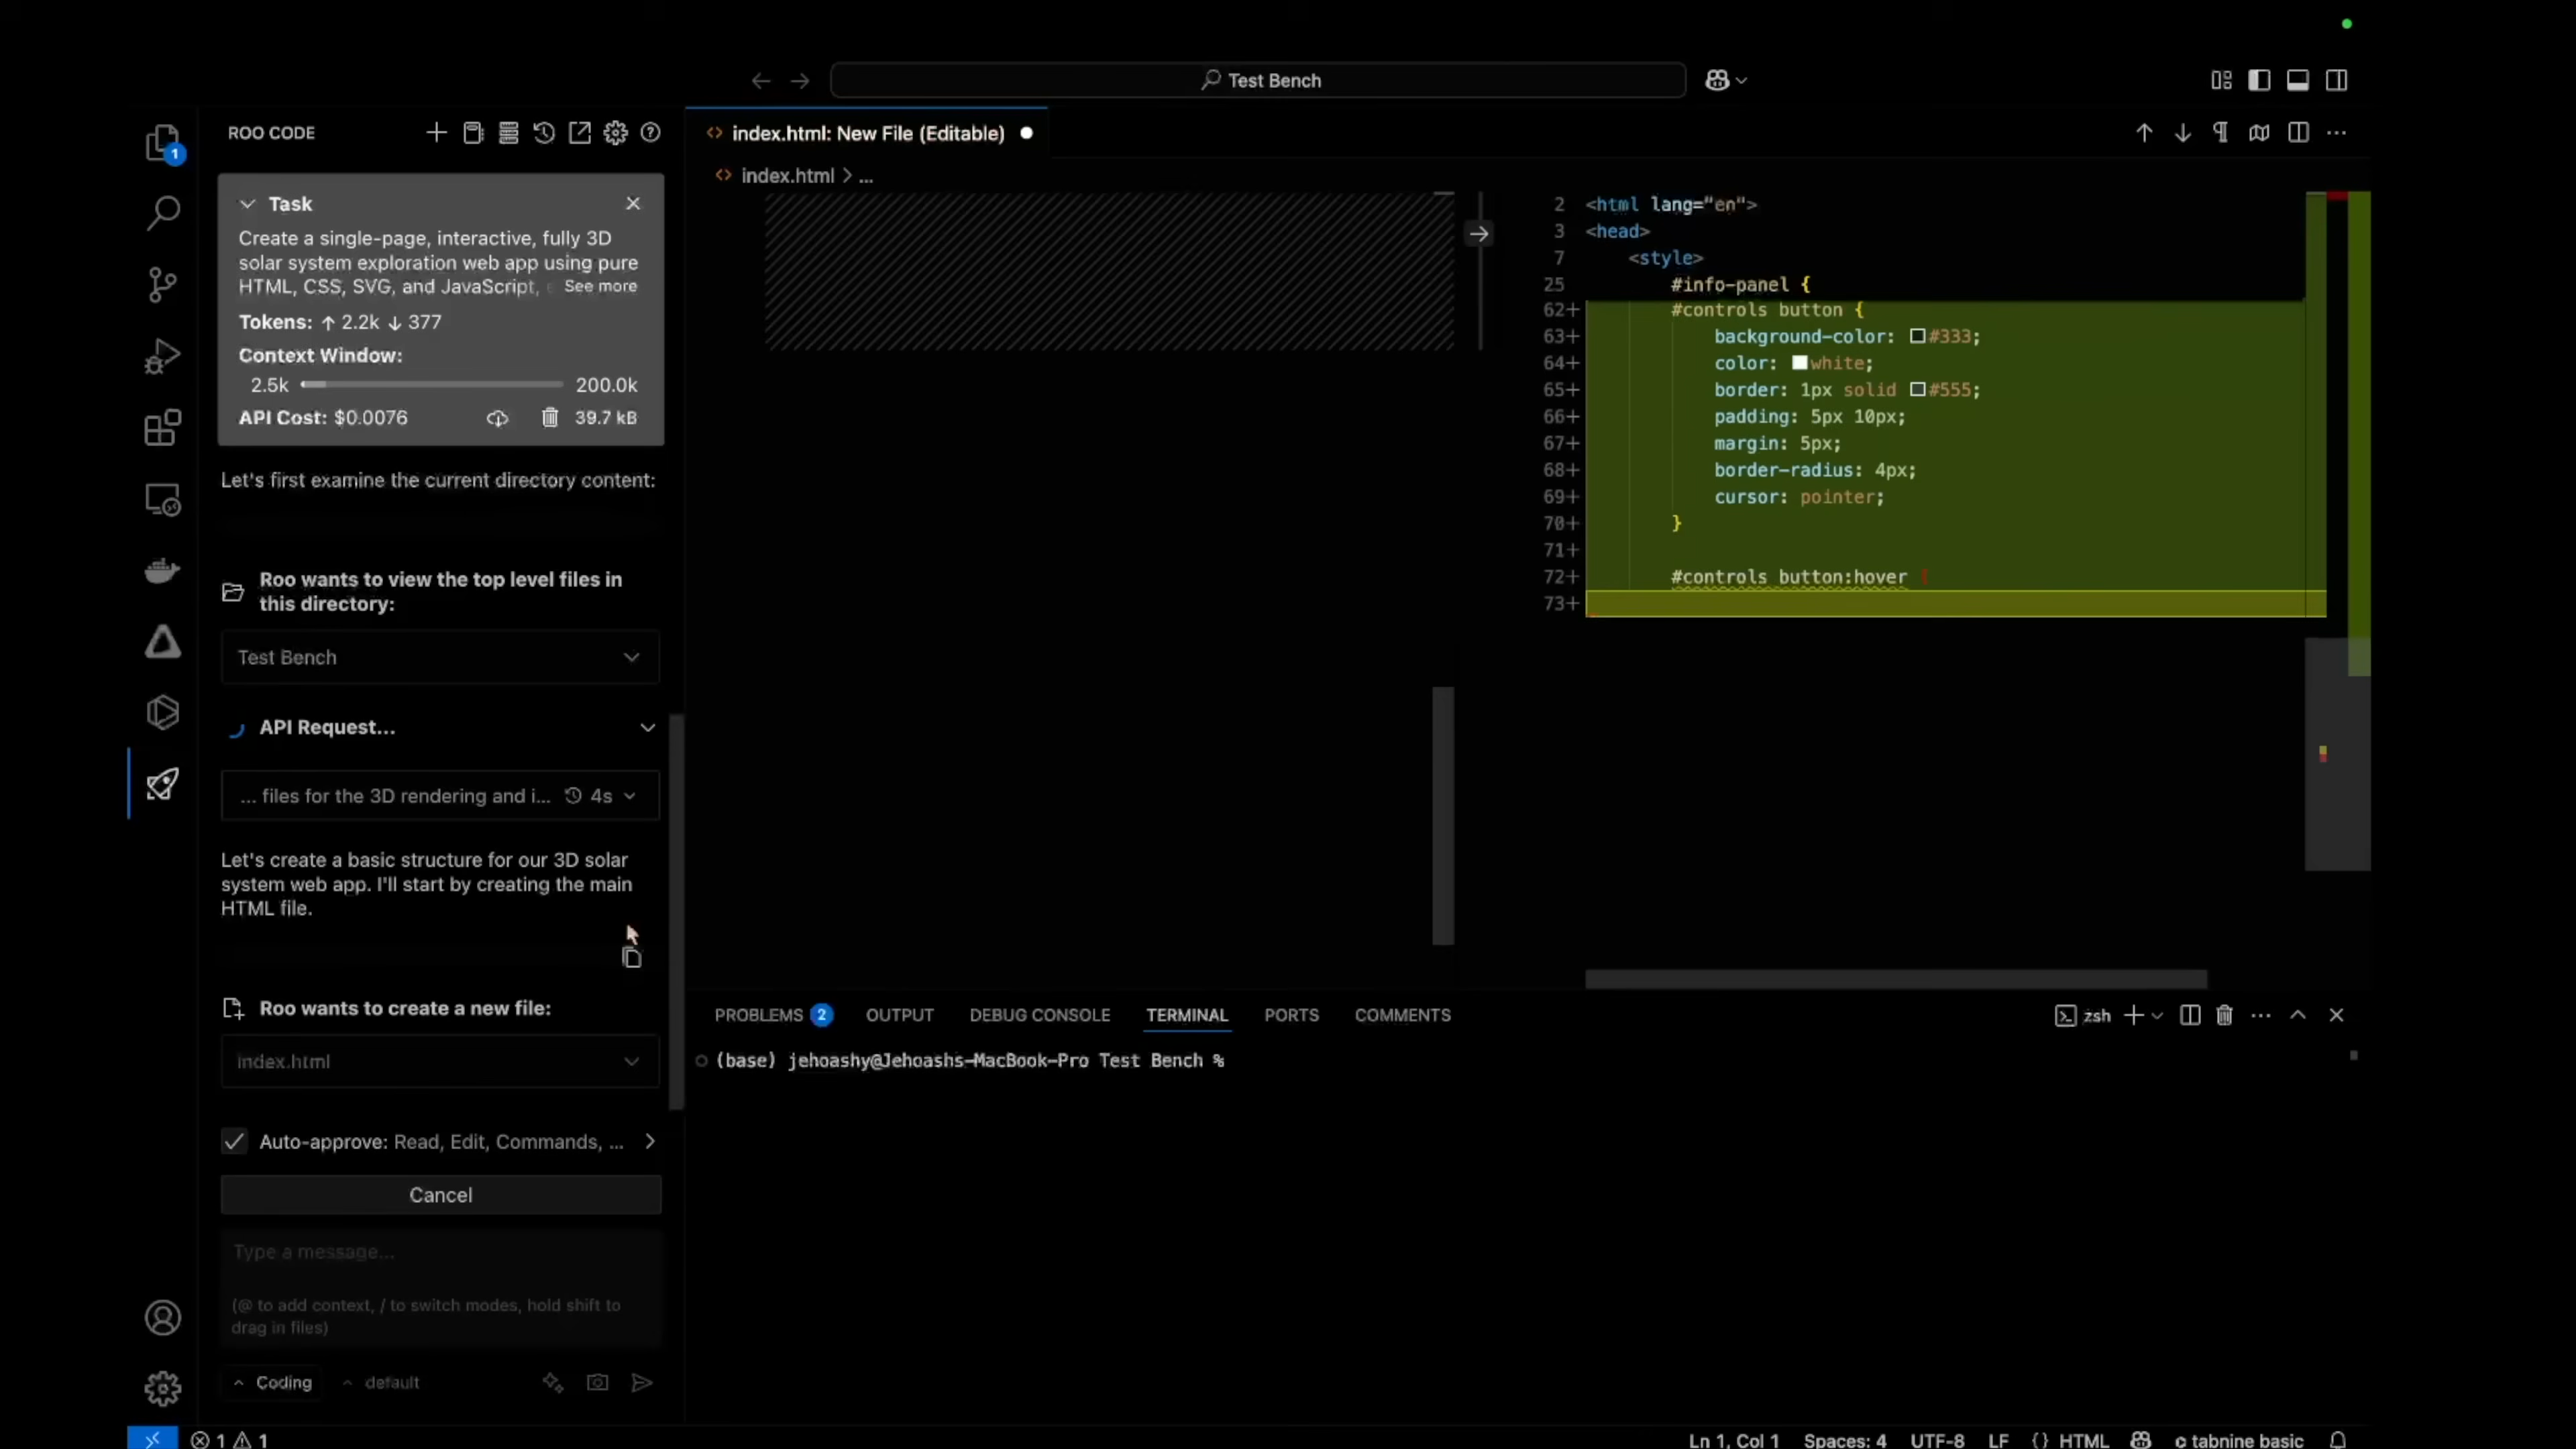 Test Bench
ROO CODE
index.html: New File (Editable)
1
index.html > ...
Task
Create a single-page, interactive, fully 3D
solar system exploration web app using pure
HTML, CSS, SVG, and JavaScript, See more
Tokens: ↑ 2.2k ↓ 377
Context Window:
2.5k 200.0k
API Cost: $0.0076 39.7 kB
Let's first examine the current directory content:
Roo wants to view the top level files in
this directory:
Test Bench
API Request...
... files for the 3D rendering and i... 4s
Let's create a basic structure for our 3D solar
system web app. I'll start by creating the main
HTML file.
Roo wants to create a new file:
index.html
Auto-approve: Read, Edit, Commands, ...
Cancel
Type a message...
(@ to add context, / to switch modes, hold shift to
drag in files)
Coding default
2 <html lang="en">
3 <head>
7 <style>
25 #info-panel {
62+ #controls button {
63+ background-color: #333;
64+ color: white;
65+ border: 1px solid #555;
66+ padding: 5px 10px;
67+ margin: 5px;
68+ border-radius: 4px;
69+ cursor: pointer;
70+ }
71+
72+ #controls button:hover
73+
PROBLEMS 2 OUTPUT DEBUG CONSOLE TERMINAL PORTS COMMENTS
zsh
(base) jehoashy@Jehoashs-MacBook-Pro Test Bench %
1 1
Ln 1, Col 1 Spaces: 4 UTF-8 LF {} HTML tabnine basic